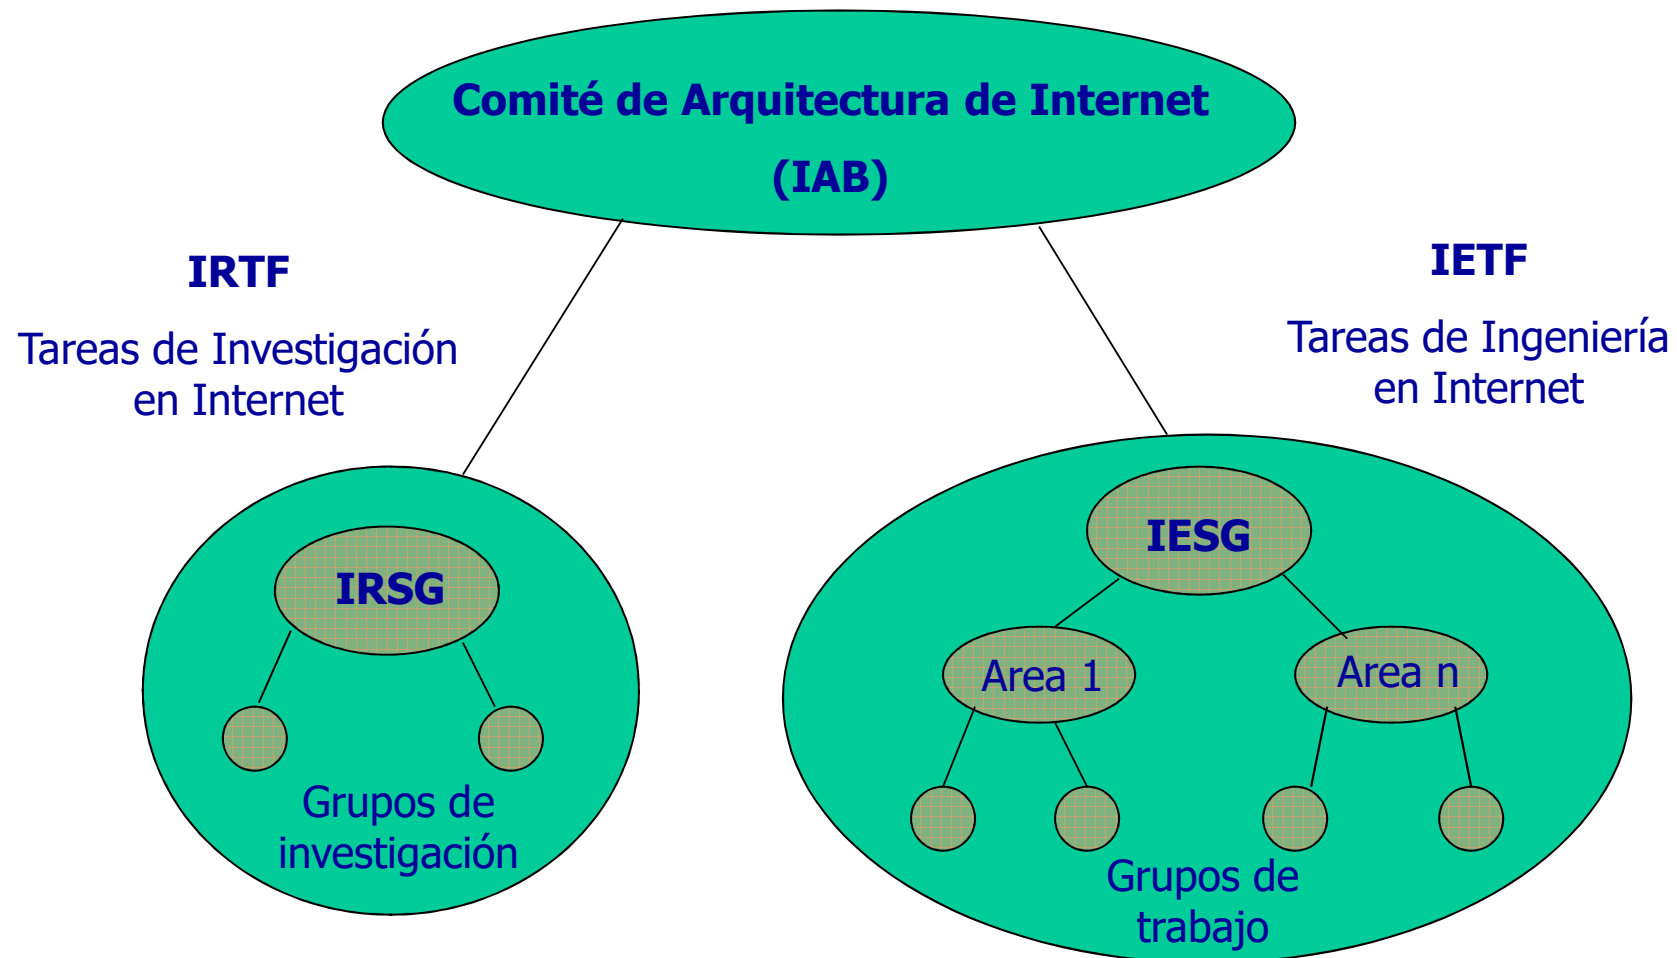 Comité de Arquitectura de Internet
(IAB)
IRTF
Tareas de Investigación
en Internet
IETF
Tareas de Ingeniería
en Internet
IRSG
Grupos de
investigación
IESG
Area 1
Area n
Grupos de
trabajo